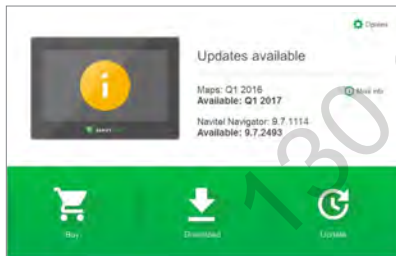 Options
Updates available
Maps: Q1 2016
Available: Q1 2017
More info
Navitel Navigator: 9.7.1114
Available: 9.7.2493
130
Buy
Download
Update